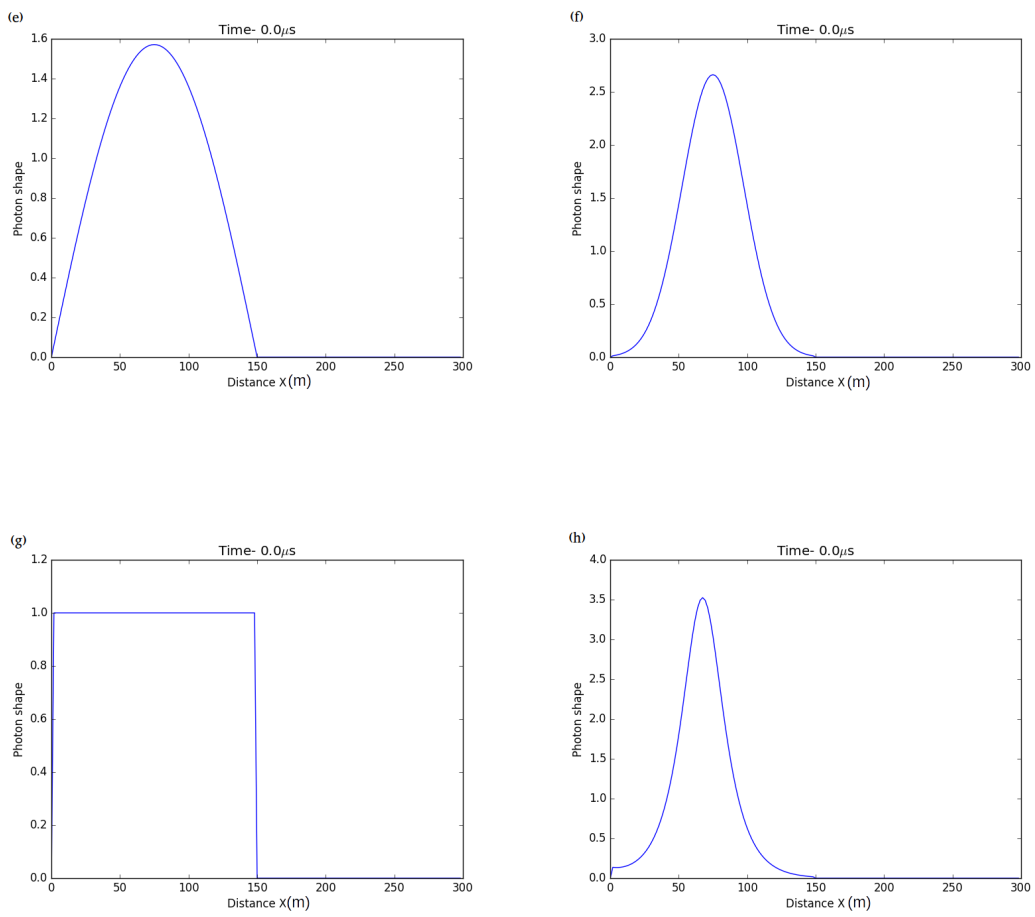 (e)
Time- 0.0μs
Photon shape
1.6
1.4
1.2
1.0
0.8
0.6
0.4
0.2
0.0
0 50 100 150 200 250 300
Distance X (m)
(f)
Time- 0.0μs
Photon shape
3.0
2.5
2.0
1.5
1.0
0.5
0.0
0 50 100 150 200 250 300
Distance X (m)
(g)
Time- 0.0μs
Photon shape
1.2
1.0
0.8
0.6
0.4
0.2
0.0
0 50 100 150 200 250 300
Distance X (m)
(h)
Time- 0.0μs
Photon shape
4.0
3.5
3.0
2.5
2.0
1.5
1.0
0.5
0.0
0 50 100 150 200 250 300
Distance X (m)